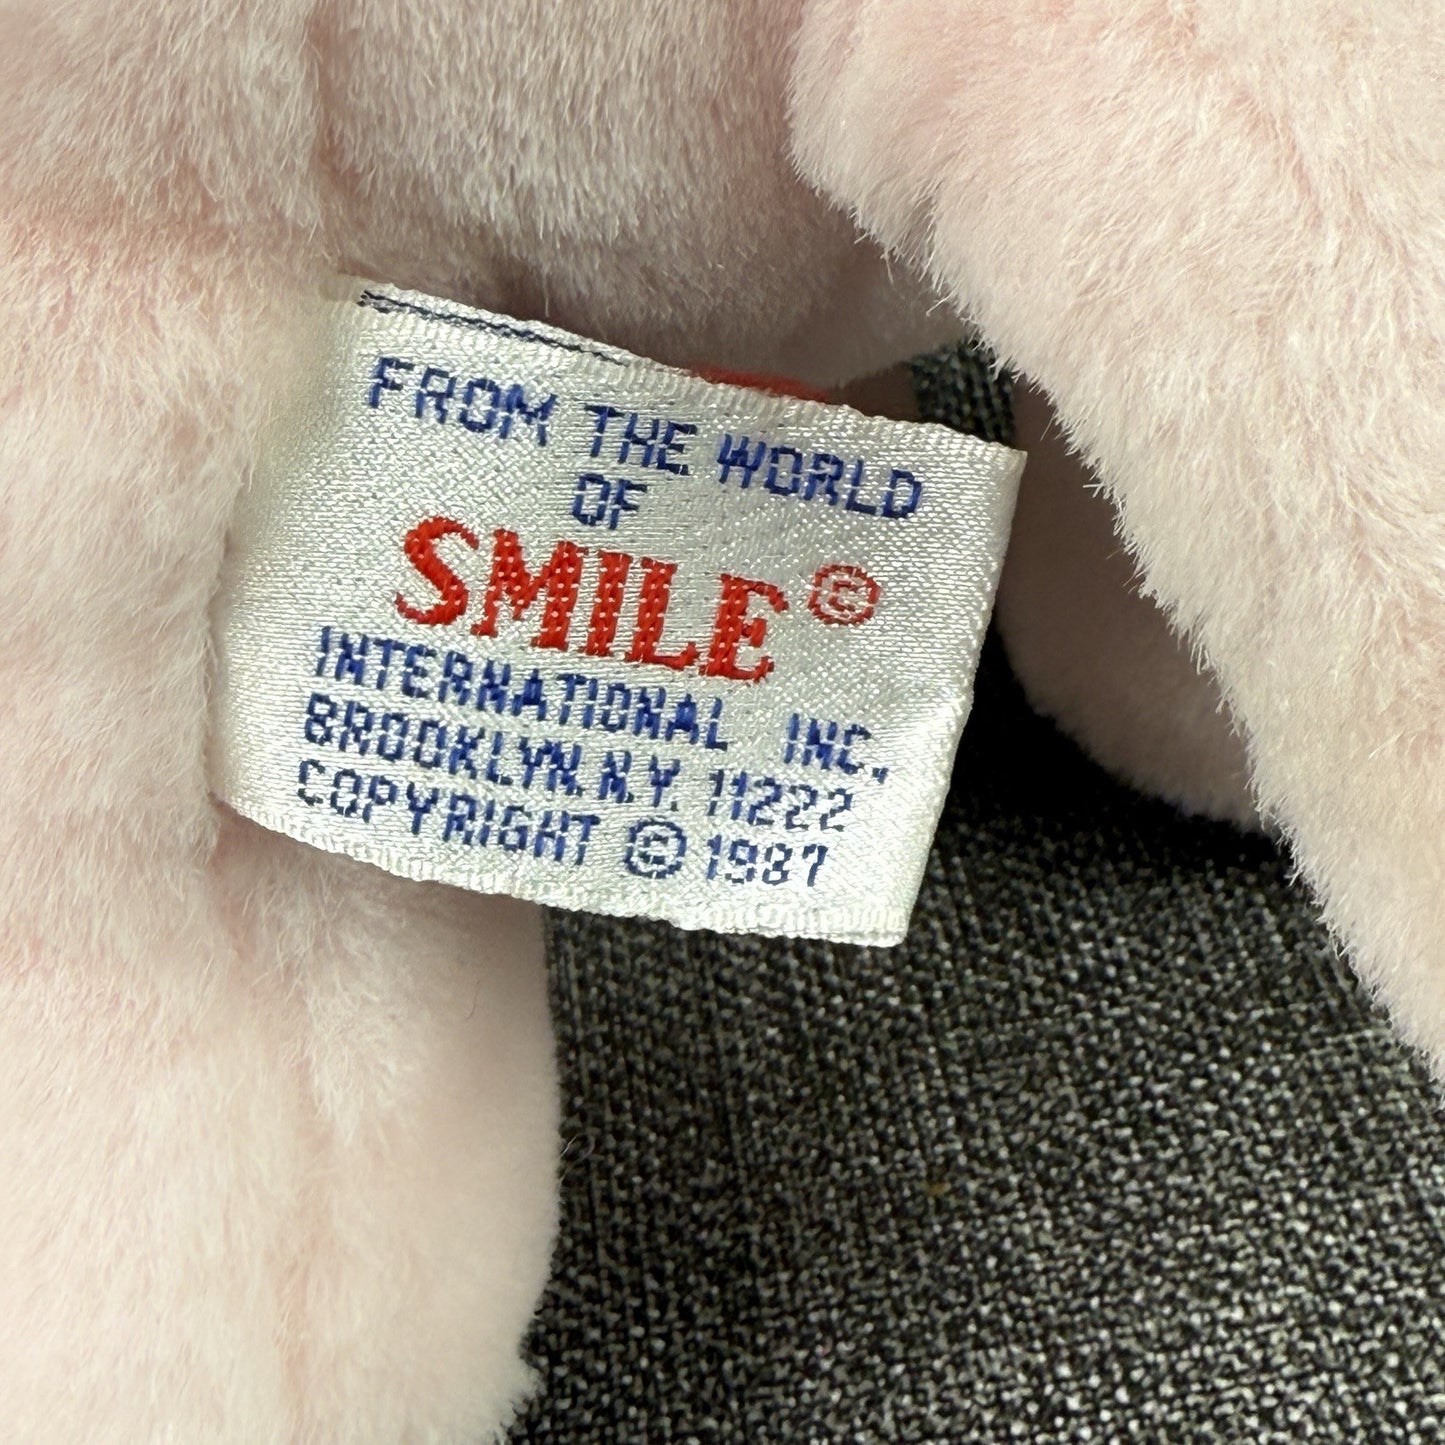 FROM THE WORLD
OF
SMILE©
INTERNATIONAL INC.,
BROOKLYN.N.Y. 11222
COPYRIGHT © 1987